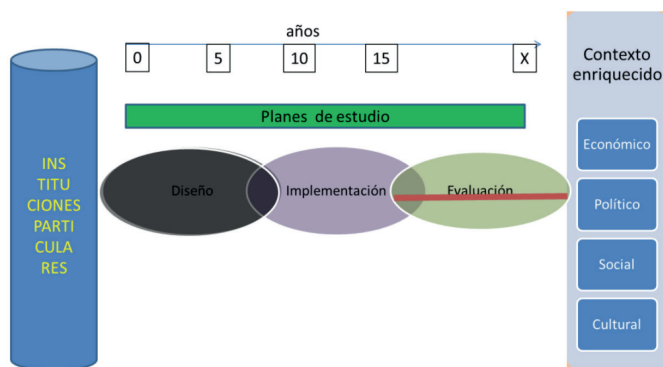 años
0
5
10
15
X
Planes de estudio
INS
TITU
CIONES
PARTI
CULA
RES
Diseño
Implementación
Evaluación
Contexto
enriquecido
Económico
Político
Social
Cultural